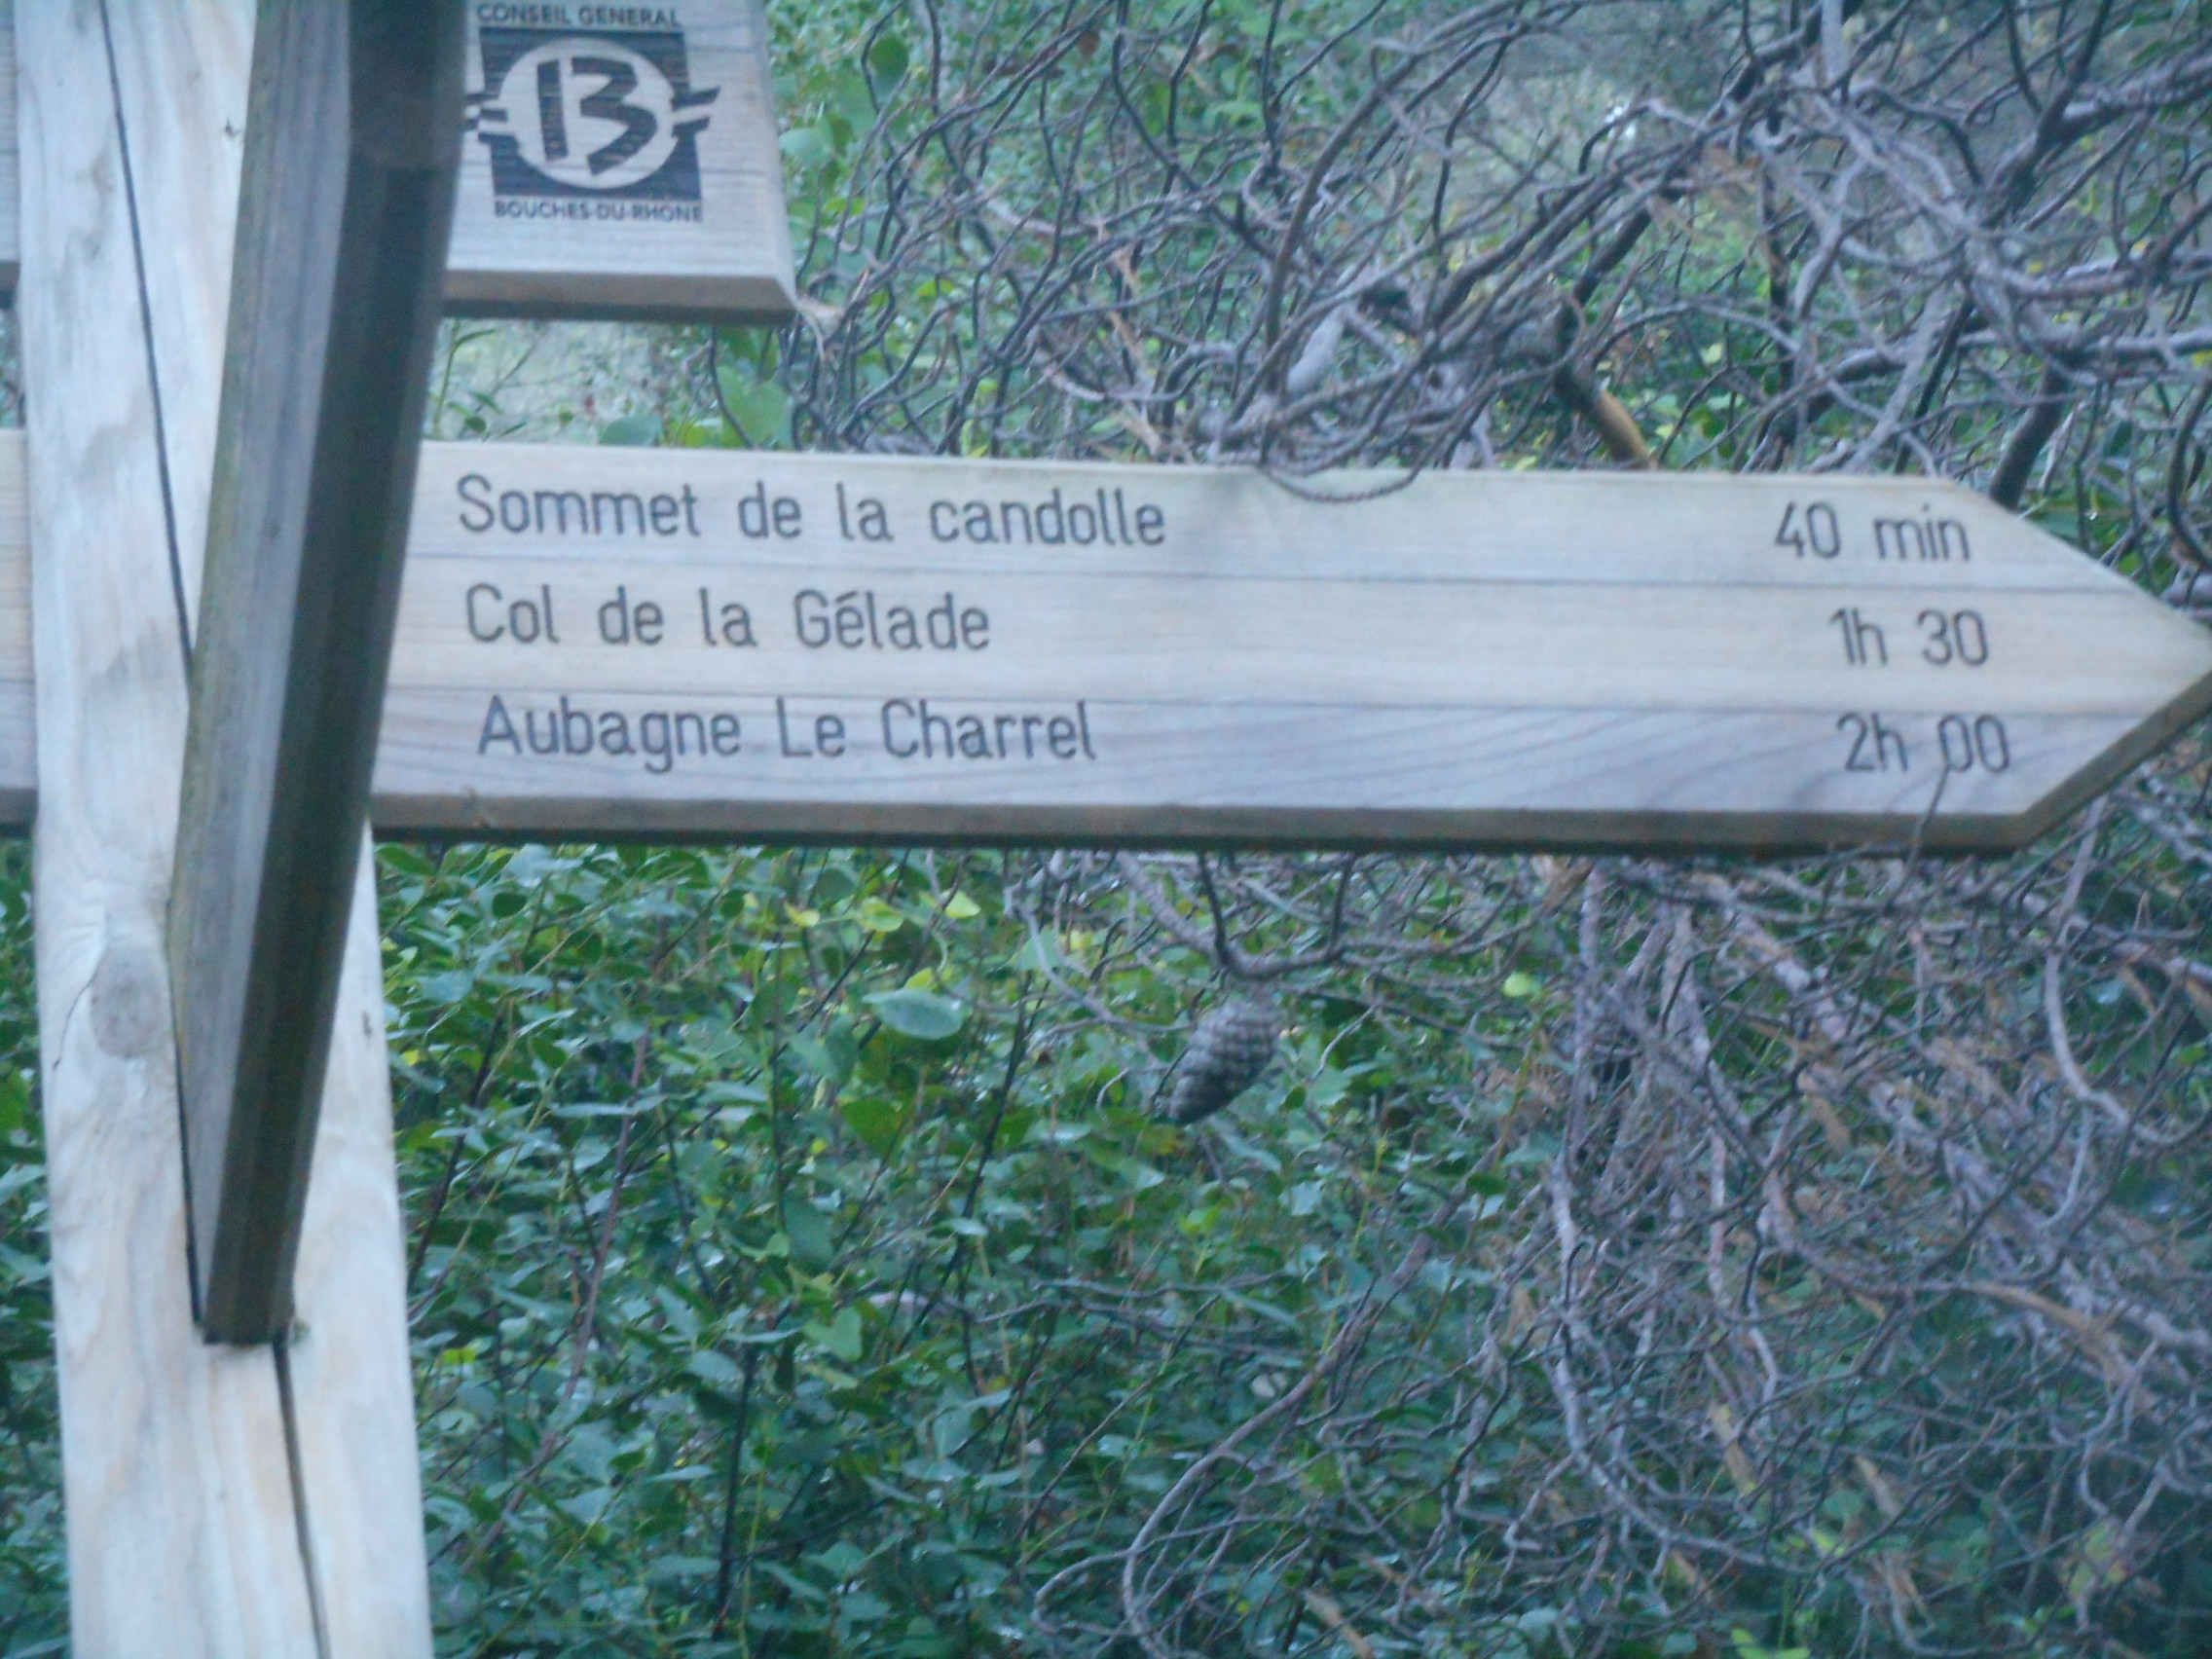 CONSEIL GENERAL
13
BOUCHES-DU-RHONE
Sommet de la candolle 40 min
Col de la Gélade 1h 30
Aubagne Le Charrel 2h 00